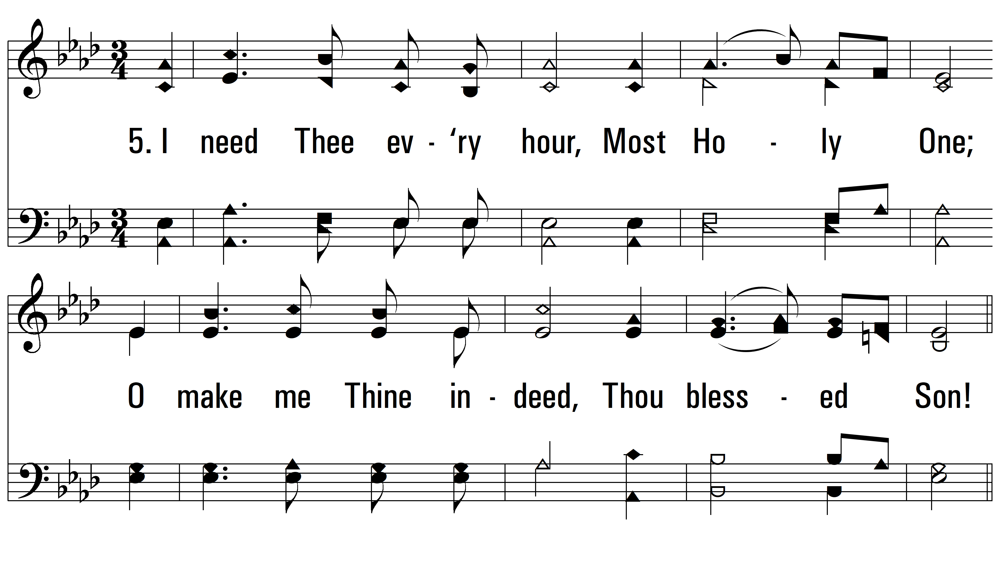 5. I need Thee ev - ‘ry hour, Most Ho - ly One;
O make me Thine in - deed, Thou bless - ed Son!